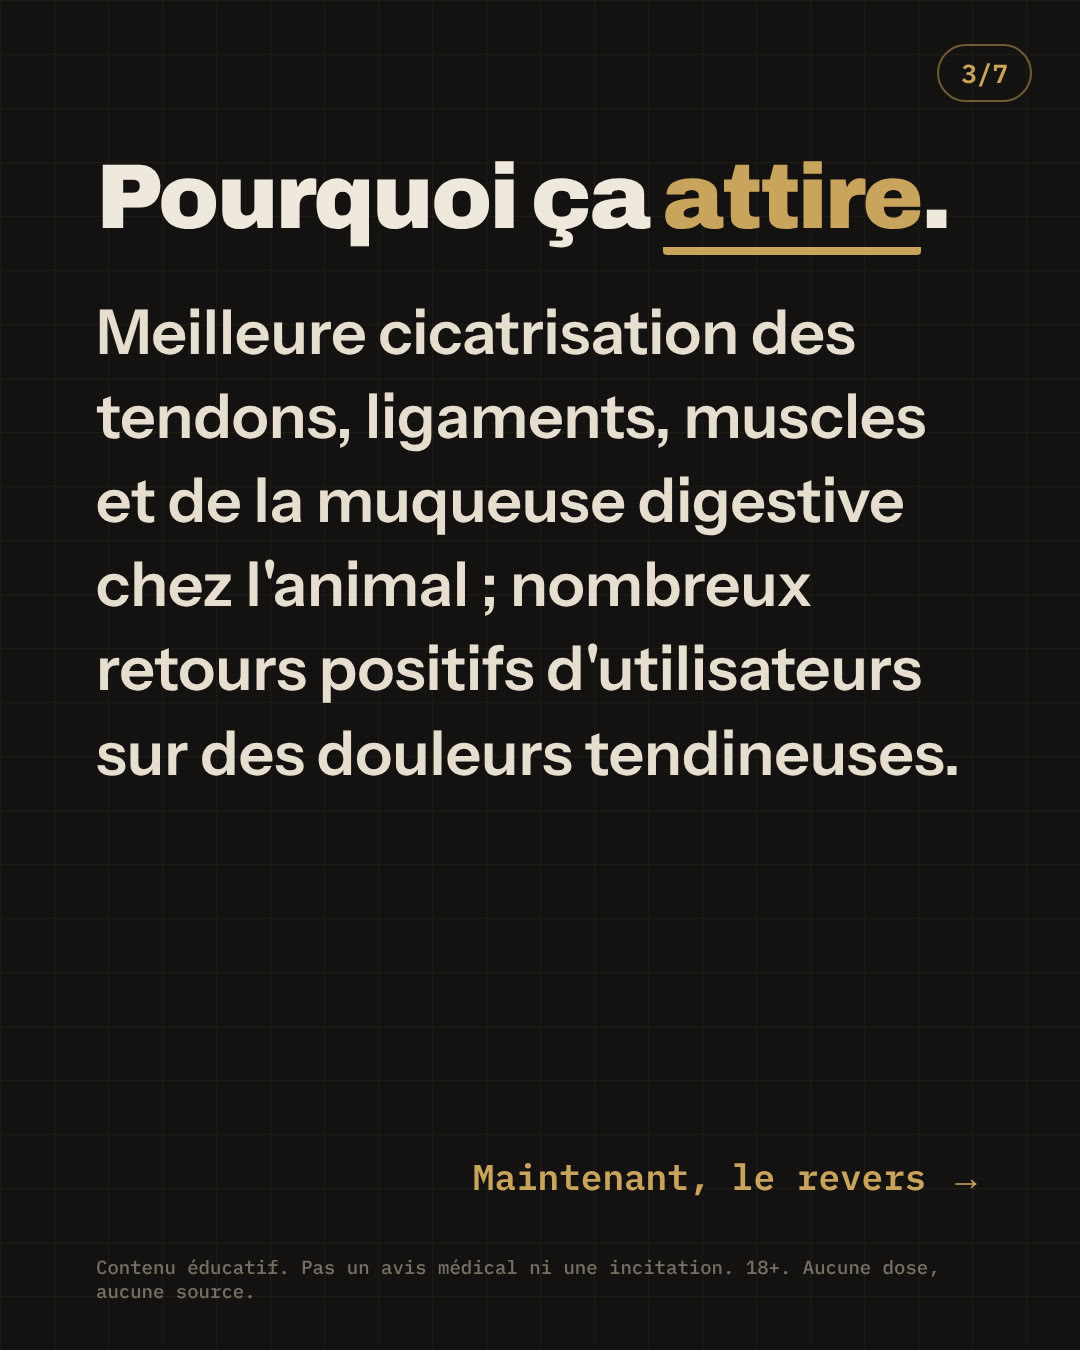 3/7
Pourquoi ça attire.
Meilleure cicatrisation des
tendons, ligaments, muscles
et de la muqueuse digestive
chez l'animal ; nombreux
retours positifs d'utilisateurs
sur des douleurs tendineuses.
Maintenant, le revers →
Contenu éducatif. Pas un avis médical ni une incitation. 18+. Aucune dose,
aucune source.